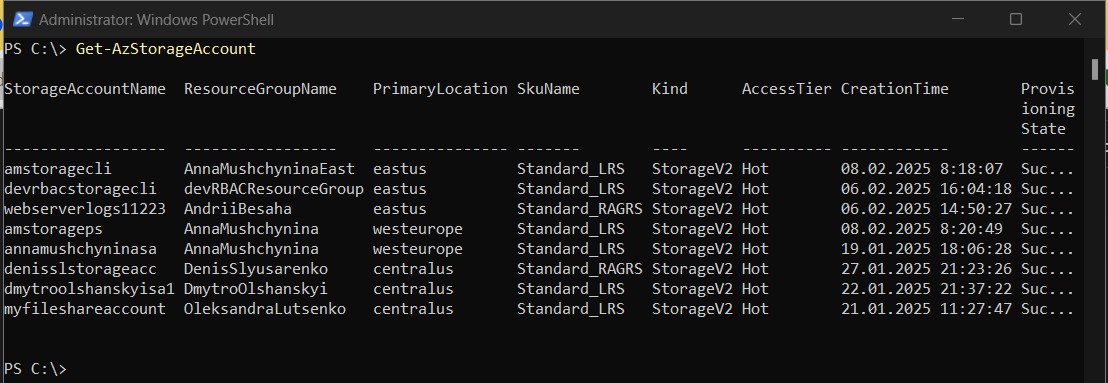 Administrator: Windows PowerShell
PS C:\> Get-AzStorageAccount
StorageAccountName ResourceGroupName PrimaryLocation SkuName Kind AccessTier CreationTime Provis
ioning
State
------------------ ----------------- --------------- ------- ---- ---------- ------------ ------
amstoragecli AnnaMushchyninaEast eastus Standard_LRS StorageV2 Hot 08.02.2025 8:18:07 Suc...
devrbacstoragecli devRBACResourceGroup eastus Standard_LRS StorageV2 Hot 06.02.2025 16:04:18 Suc...
webserverlogs11223 AndriiBesaha eastus Standard_RAGRS StorageV2 Hot 06.02.2025 14:50:27 Suc...
amstorageps AnnaMushchynina westeurope Standard_LRS StorageV2 Hot 08.02.2025 8:20:49 Suc...
annamushchyninasa AnnaMushchynina westeurope Standard_LRS StorageV2 Hot 19.01.2025 18:06:28 Suc...
denisslstorageacc DenisSlyusarenko centralus Standard_RAGRS StorageV2 Hot 27.01.2025 21:23:26 Suc...
dmytroolshanskyisa1 DmytroOlshanskyi centralus Standard_LRS StorageV2 Hot 22.01.2025 21:37:22 Suc...
myfileshareaccount OleksandraLutsenko centralus Standard_LRS StorageV2 Hot 21.01.2025 11:27:47 Suc...
PS C:\>